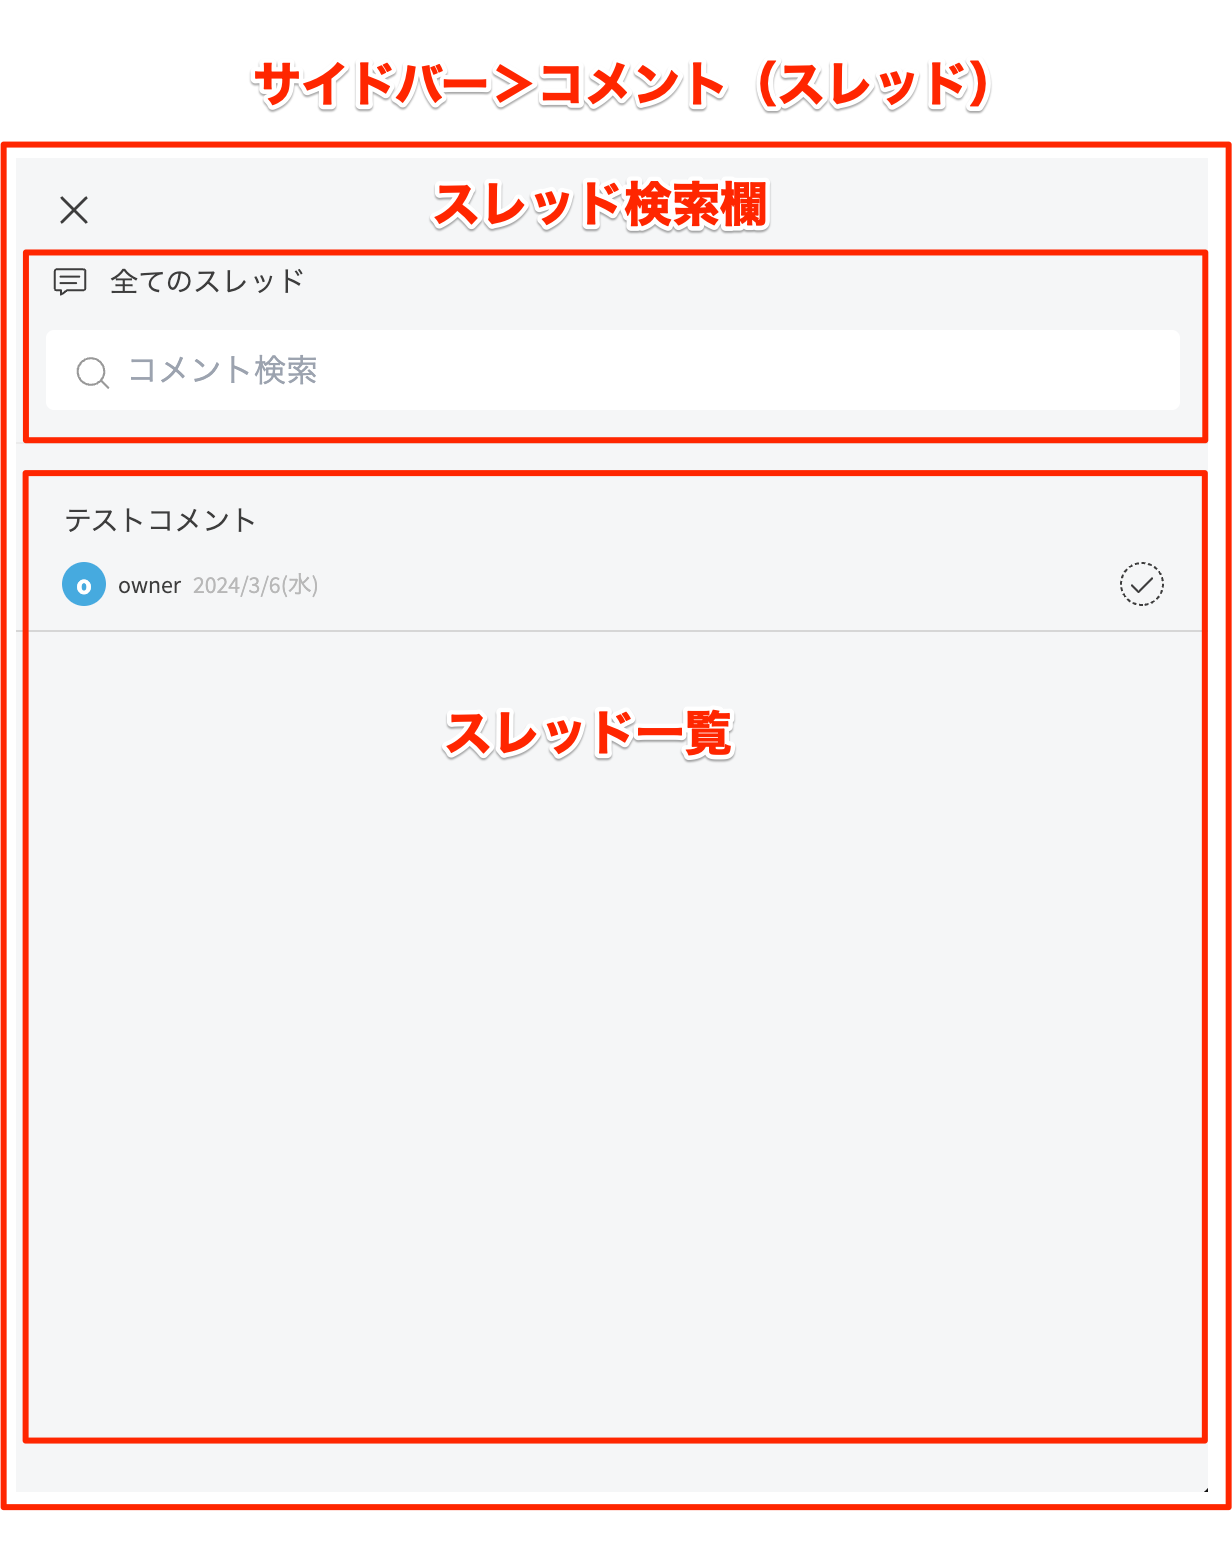 サイドバー＞コメント（スレッド）
スレッド検索欄
全てのスレッド
コメント検索
テストコメント
o owner 2024/3/6(水)
スレッド一覧